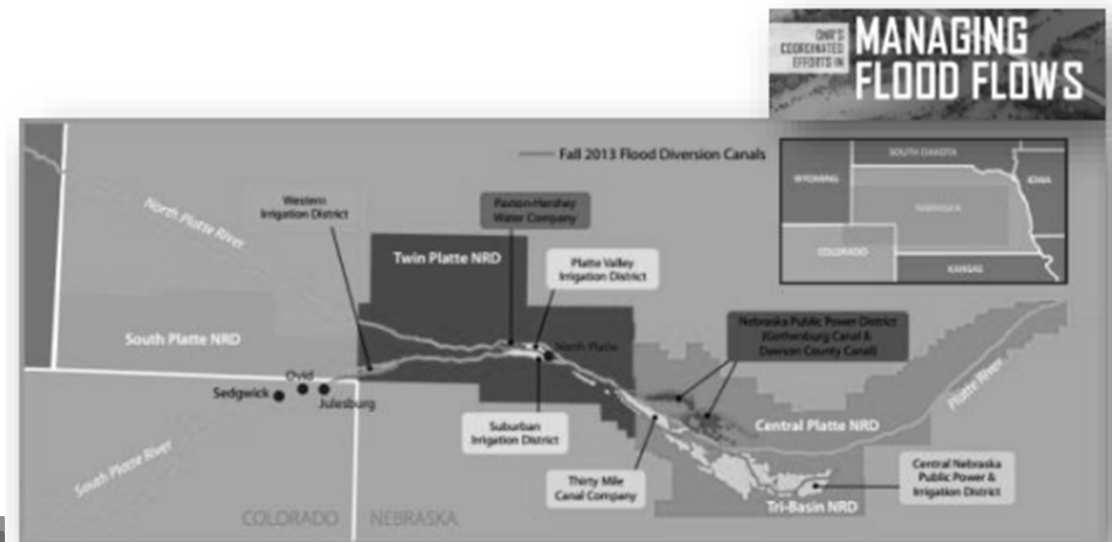 DNR'S
COORDINATED
EFFORTS IN
MANAGING
FLOOD FLOWS
Fall 2013 Flood Diversion Canals
SOUTH DAKOTA
WYOMING
IOWA
NEBRASKA
COLORADO
KANSAS
North Platte River
Western
Irrigation District
Paxton-Hershey
Water Company
Twin Platte NRD
Platte Valley
Irrigation District
South Platte NRD
North Platte
Nebraska Public Power District
(Gothenburg Canal &
Dawson County Canal)
Platte River
Ovid
Sedgwick
Julesburg
Suburban
Irrigation District
Central Platte NRD
South Platte River
Thirty Mile
Canal Company
Central Nebraska
Public Power &
Irrigation District
Tri-Basin NRD
COLORADO
NEBRASKA